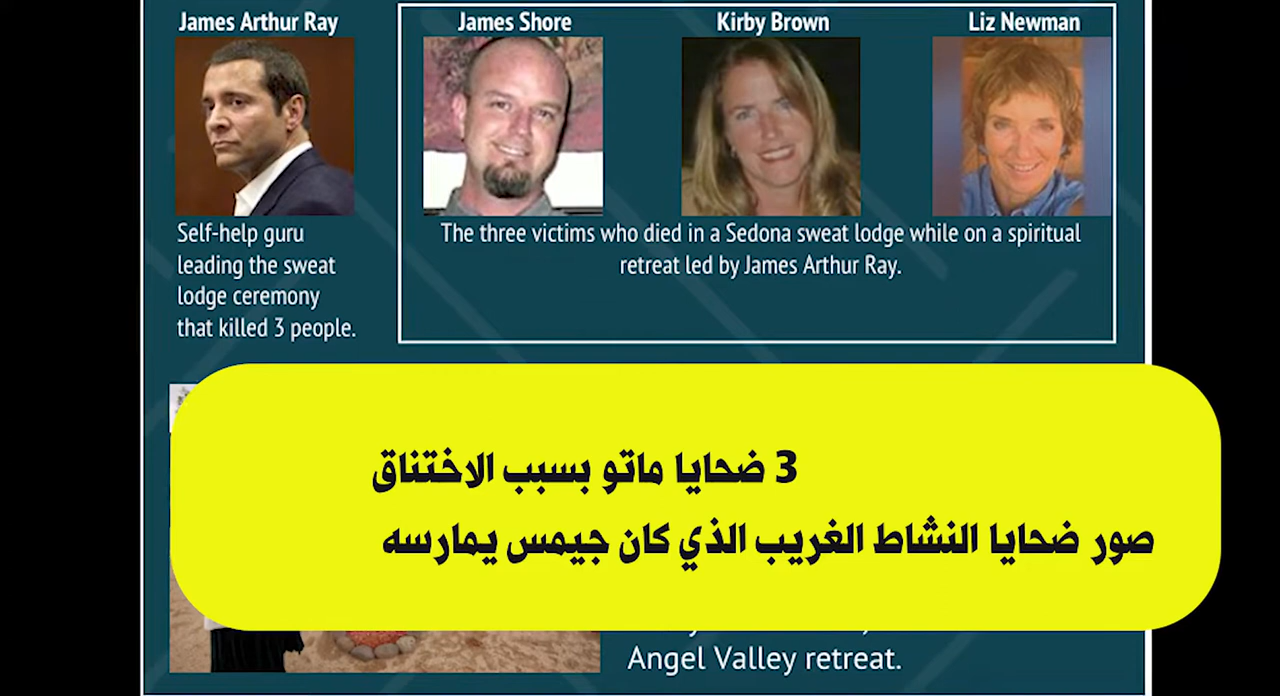 James Arthur Ray
James Shore
Kirby Brown
Liz Newman
Self-help guru
leading the sweat
lodge ceremony
that killed 3 people.
The three victims who died in a Sedona sweat lodge while on a spiritual
retreat led by James Arthur Ray.
3 ضحايا ماتو بسبب الاختناق
صور ضحايا النشاط الغريب الذي كان جيمس يمارسه
Angel Valley retreat.